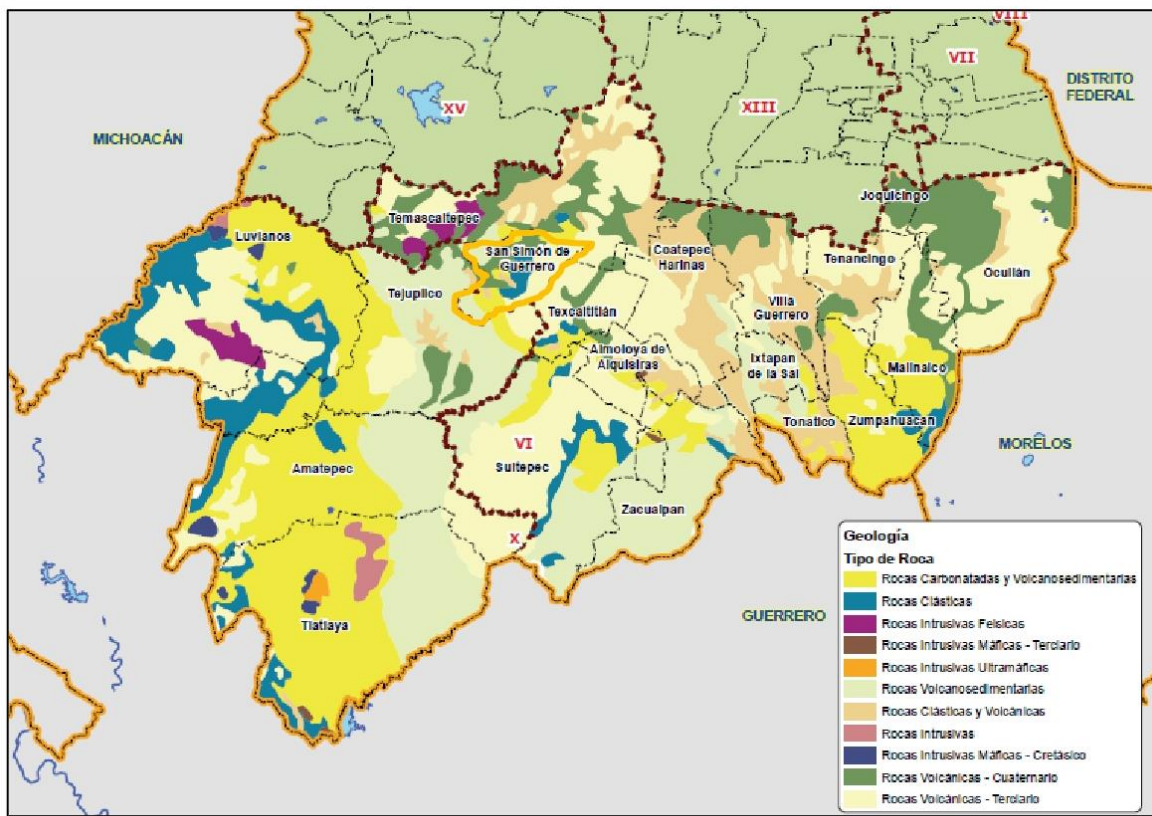 VIII
VII
DISTRITO
FEDERAL
XV
XIII
MICHOACÁN
Joquicingo
Temascaltepec
Luvianos
San Simón de
Guerrero
Coatepec
Harinas
Tenancingo
Ocuilán
Tejupilco
Texcaltitlán
Villa
Guerrero
Almoloya de
Alquisiras
Ixtapan
de la Sal
Malinalco
Tonatico
Zumpahuacán
MORELOS
VI
Amatepec
Sultepec
Zacualpan
X
GUERRERO
Tlatlaya
Geología
Tipo de Roca
Rocas Carbonatadas y Volcanosedimentarias
Rocas Clásticas
Rocas Intrusivas Felsicas
Rocas Intrusivas Máficas - Terciario
Rocas Intrusivas Ultramáficas
Rocas Volcanosedimentarias
Rocas Clásticas y Volcánicas
Rocas Intrusivas
Rocas Intrusivas Máficas - Cretásico
Rocas Volcánicas - Cuaternario
Rocas Volcánicas - Terciario